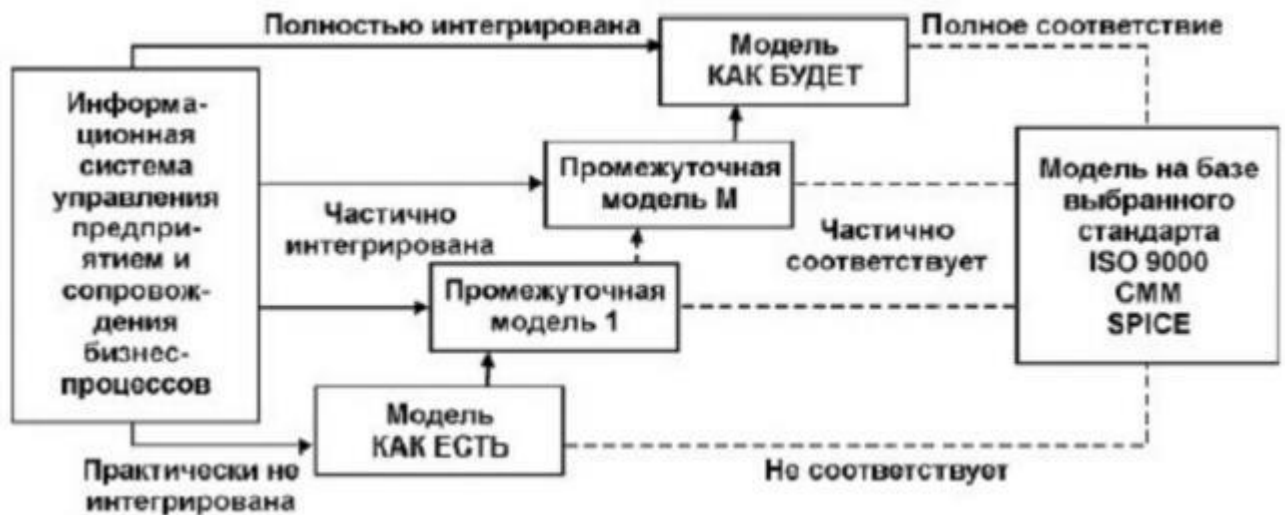 Полностью интегрирована
Модель
КАК БУДЕТ
Полное соответствие
Информа-
ционная
система
управления
предпри-
ятием и
сопровож-
дения
бизнес-
процессов
Промежуточная
модель М
Модель на базе
выбранного
стандарта
ISO 9000
CMM
SPICE
Частично
интегрирована
Частично
соответствует
Промежуточная
модель 1
Модель
КАК ЕСТЬ
Практически не
интегрирована
Не соответствует